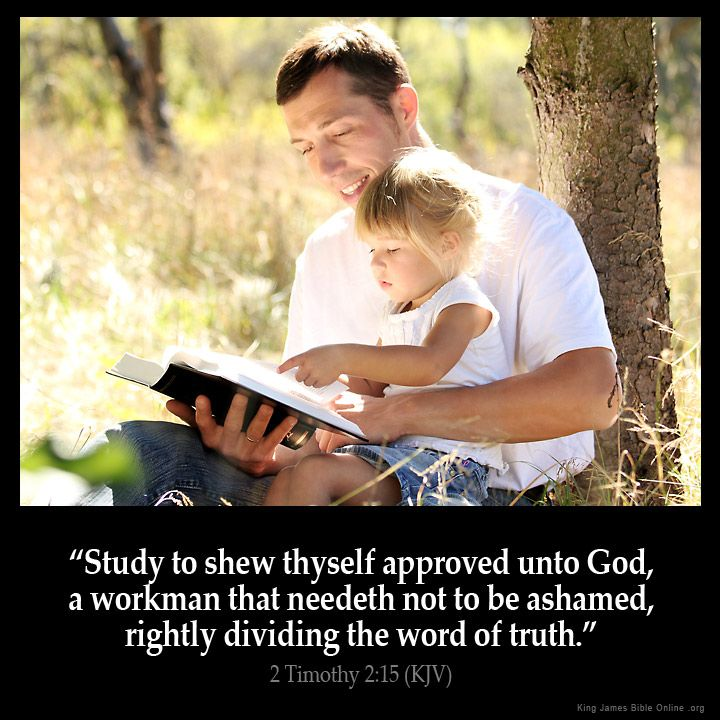 “Study to shew thyself approved unto God,
a workman that needeth not to be ashamed,
rightly dividing the word of truth.”
2 Timothy 2:15 (KJV)
King James Bible Online .org